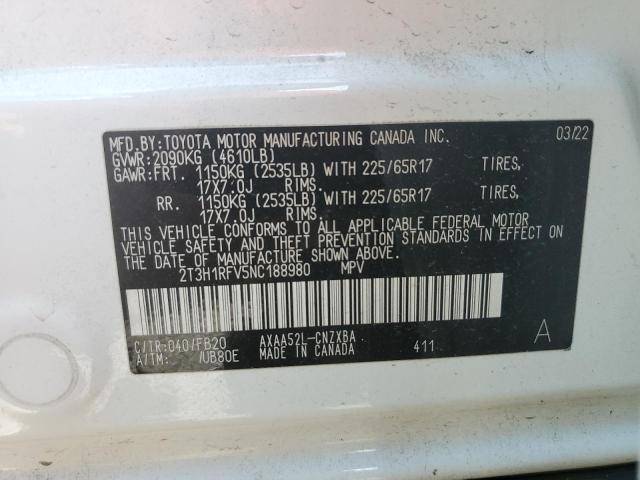 MFD.BY:TOYOTA MOTOR MANUFACTURING CANADA INC. 03/22
GVWR:2090KG (4610LB)
GAWR:FRT. 1150KG (2535LB) WITH 225/65R17 TIRES,
17X7.0J RIMS.
RR. 1150KG (2535LB) WITH 225/65R17 TIRES,
17X7.0J RIMS.
THIS VEHICLE CONFORMS TO ALL APPLICABLE FEDERAL MOTOR
VEHICLE SAFETY AND THEFT PREVENTION STANDARDS IN EFFECT ON
THE DATE OF MANUFACTURE SHOWN ABOVE.
2T3H1RFV5NC188980 MPV
C/TR:040/FB20 AXAA52L-CNZXBA A
A/TM: /UB80E MADE IN CANADA 411